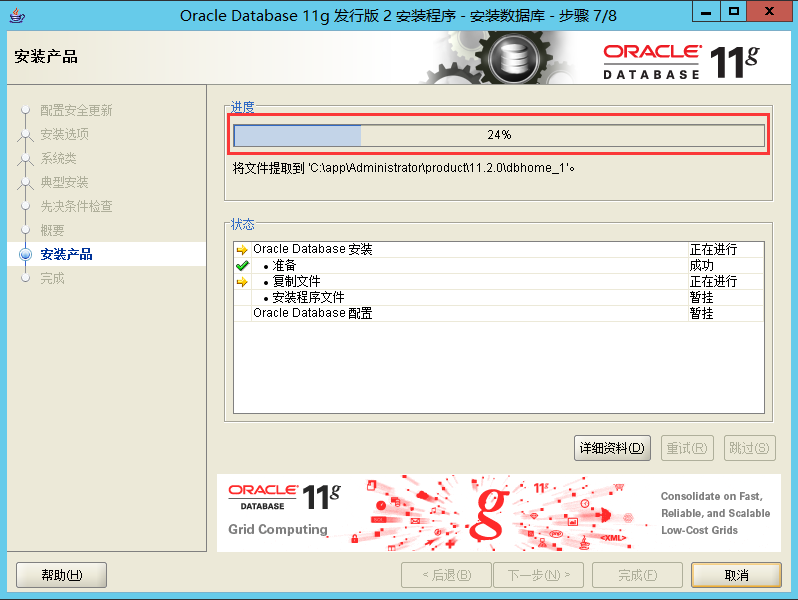 Oracle Database 11g 发行版 2 安装程序 - 安装数据库 - 步骤 7/8
安装产品
ORACLE 11g
DATABASE
配置安全更新
安装选项
系统类
典型安装
先决条件检查
概要
安装产品
完成
进度
24%
将文件提取到 'C:\app\Administrator\product\11.2.0\dbhome_1'。
状态
Oracle Database 安装 正在进行
• 准备 成功
• 复制文件 正在进行
• 安装程序文件 暂挂
Oracle Database 配置 暂挂
详细资料(D) 重试(R) 跳过(S)
ORACLE 11g
DATABASE
Grid Computing
g
11g
<XML>
Consolidate on Fast,
Reliable, and Scalable
Low-Cost Grids
帮助(H) < 后退(B) 下一步(N) > 完成(F) 取消